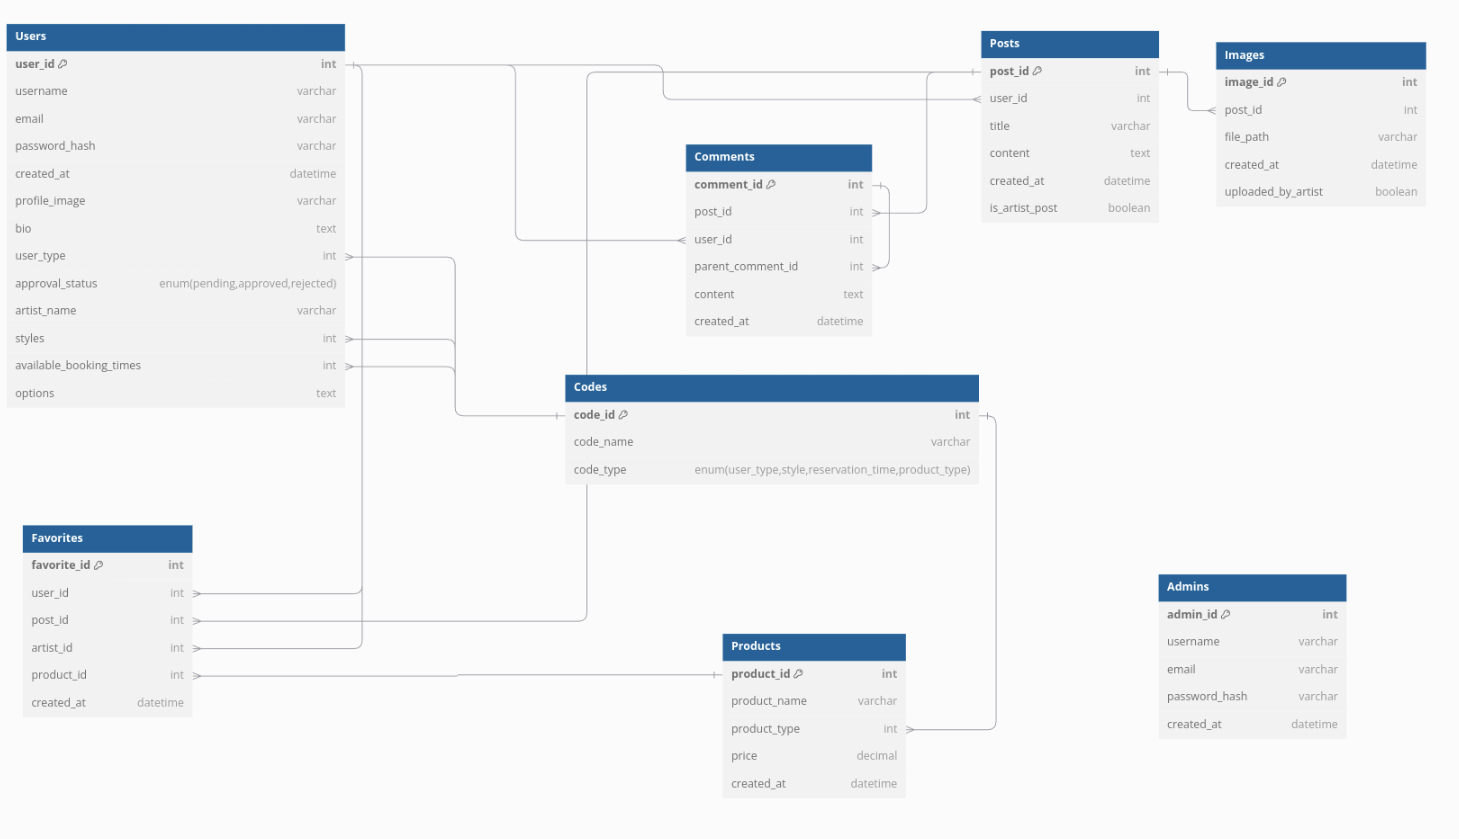 Users
user_id int
username varchar
email varchar
password_hash varchar
created_at datetime
profile_image varchar
bio text
user_type int
approval_status enum(pending,approved,rejected)
artist_name varchar
styles int
available_booking_times int
options text
Posts
post_id int
user_id int
title varchar
content text
created_at datetime
is_artist_post boolean
Images
image_id int
post_id int
file_path varchar
created_at datetime
uploaded_by_artist boolean
Comments
comment_id int
post_id int
user_id int
parent_comment_id int
content text
created_at datetime
Codes
code_id int
code_name varchar
code_type enum(user_type,style,reservation_time,product_type)
Favorites
favorite_id int
user_id int
post_id int
artist_id int
product_id int
created_at datetime
Products
product_id int
product_name varchar
product_type int
price decimal
created_at datetime
Admins
admin_id int
username varchar
email varchar
password_hash varchar
created_at datetime